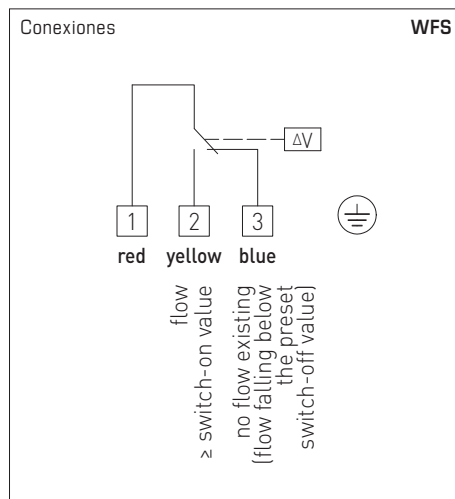 Conexiones
WFS
ΔV
1
2
3
red
yellow
blue
flow
≥ switch-on value
no flow existing
(flow falling below
the preset
switch-off value)